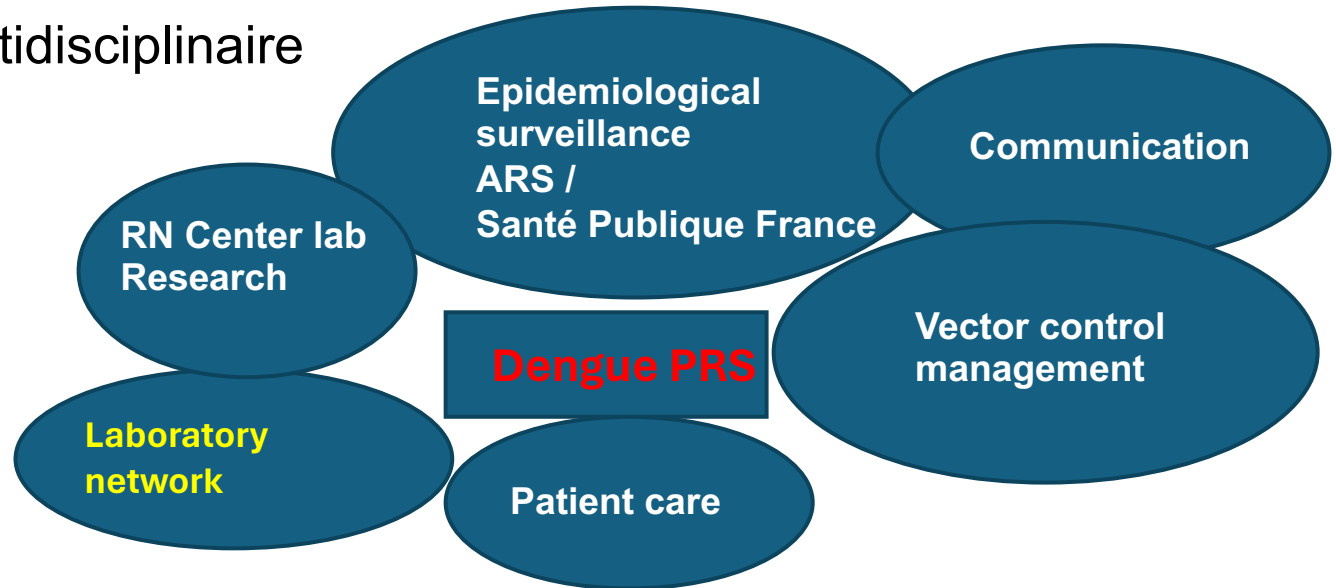 tidisciplinaire
Epidemiological
surveillance
ARS /
Santé Publique France
Communication
RN Center lab
Research
Vector control
management
Dengue PRS
Laboratory
network
Patient care